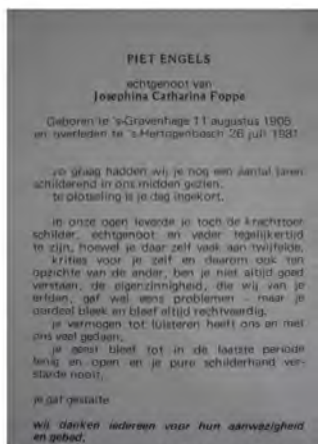 PIET ENGELS
echtgenoot van
Josephina Catharina Foppe
Geboren te 's-Gravenhage 11 augustus 1906
en overleden te 's-Hertogenbosch 26 juli 1981
zo graag hadden wij je nog een aantal jaren
schilderend in ons midden gezien,
te plotseling is je dag ingekort.
in onze ogen leverde je toch de krachttoer
schilder, echtgenoot en vader tegelijkertijd
te zijn, hoewel je daar zelf vaak aan twijfelde,
krities voor je zelf en daarom ook ten
opzichte van de ander, ben je niet altijd goed
verstaan, de eigenzinnigheid, die wij van je
erfden, gaf wel eens problemen - maar je
oordeel bleek en bleef altijd rechtvaardig.
je vermogen tot luisteren heeft ons en met
ons veel gedaan,
je geest bleef tot in de laatste periode
lenig en open en je pure schilderhand ver-
starde nooit.
je gaf gestalte
wij danken iedereen voor hun aanwezigheid
en gebed.